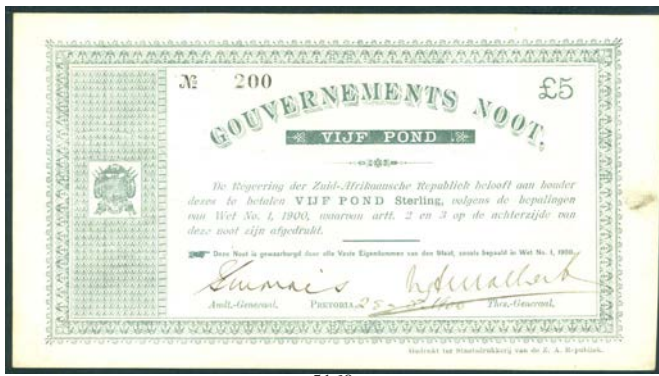 № 200
£5
GOUVERNEMENTS NOOT.
VIJF POND
De Regeering der Zuid-Afrikaansche Republiek belooft aan houder
dezes te betalen VIJF POND Sterling, volgens de bepalingen
van Wet No. 1, 1900, waarvan artt. 2 en 3 op de achterzijde van
deze noot zijn afgedrukt.
Deze Noot is gewaarborgd door alle Vaste Eigendommen van den Staat, zooals bepaald in Wet No. 1, 1900.
Audt.-Generaal. PRETORIA, Thes.-Generaal.
Gedrukt ter Staatsdrukkerij van de Z. A. Republiek.